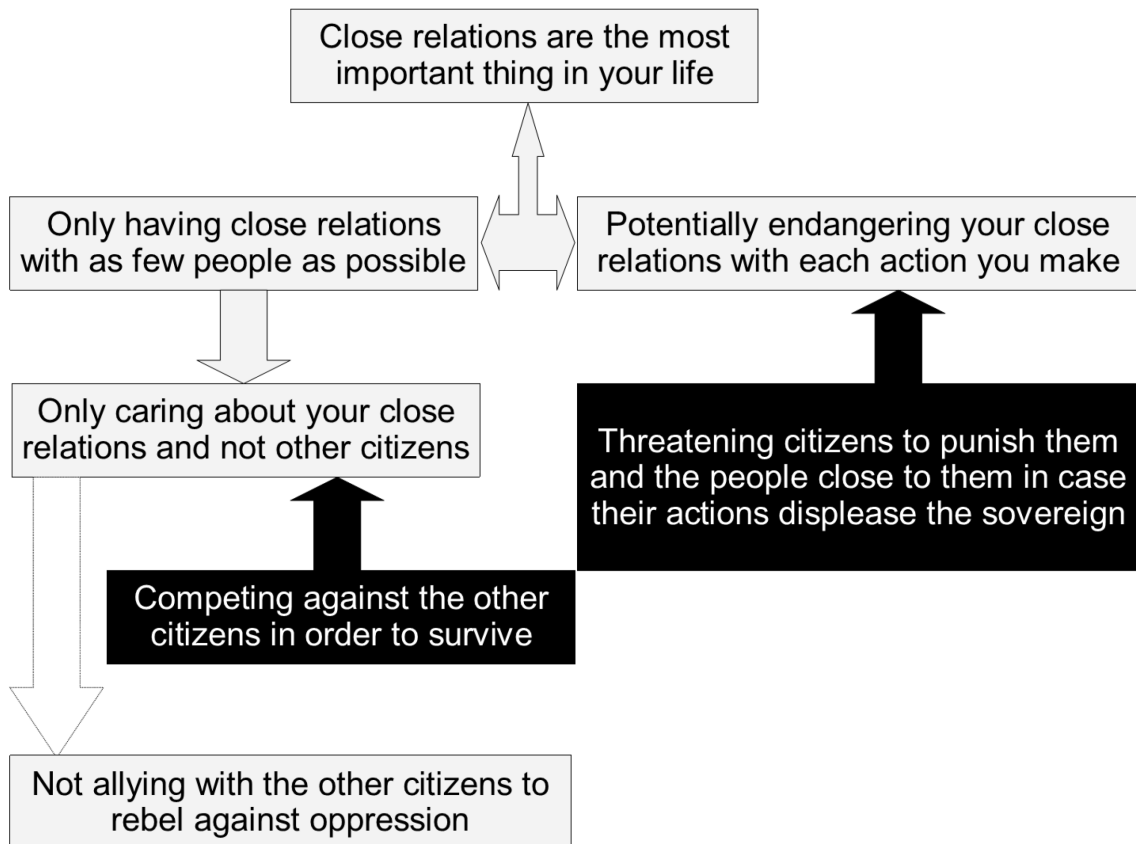 Close relations are the most
important thing in your life
Only having close relations
with as few people as possible
Potentially endangering your close
relations with each action you make
Only caring about your close
relations and not other citizens
Threatening citizens to punish them
and the people close to them in case
their actions displease the sovereign
Competing against the other
citizens in order to survive
Not allying with the other citizens to
rebel against oppression